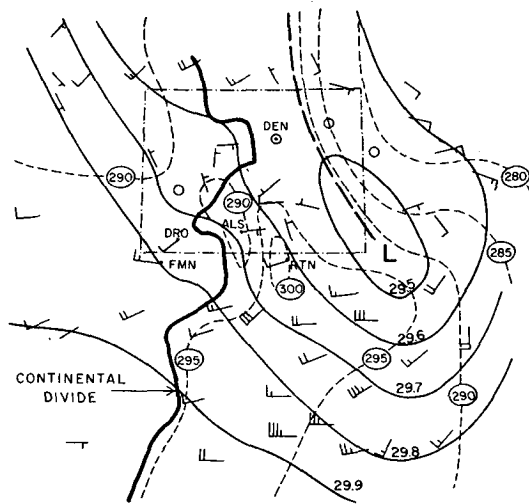 DEN
290
280
290
ALS
DRO
FMN
RTN
L
285
300
29.5
29.6
295
295
CONTINENTAL
DIVIDE
29.7
290
29.8
29.9